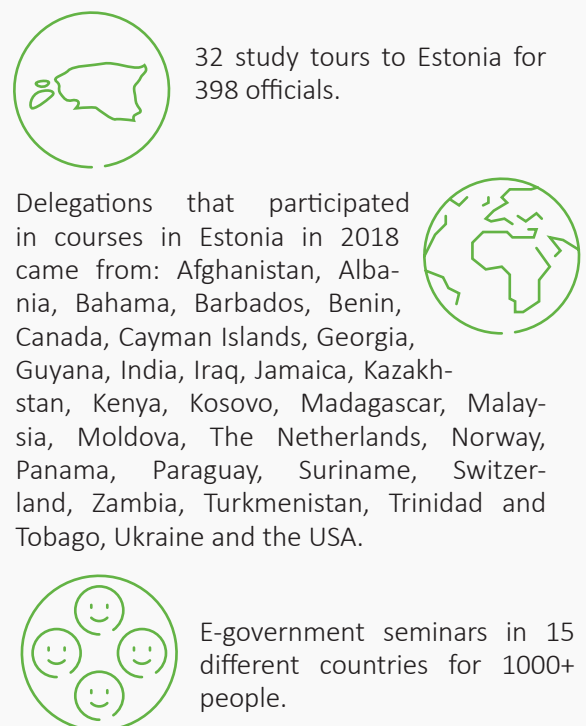 32 study tours to Estonia for
398 officials.
Delegations that participated
in courses in Estonia in 2018
came from: Afghanistan, Alba-
nia, Bahama, Barbados, Benin,
Canada, Cayman Islands, Georgia,
Guyana, India, Iraq, Jamaica, Kazakh-
stan, Kenya, Kosovo, Madagascar, Malay-
sia, Moldova, The Netherlands, Norway,
Panama, Paraguay, Suriname, Switzer-
land, Zambia, Turkmenistan, Trinidad and
Tobago, Ukraine and the USA.
E-government seminars in 15
different countries for 1000+
people.